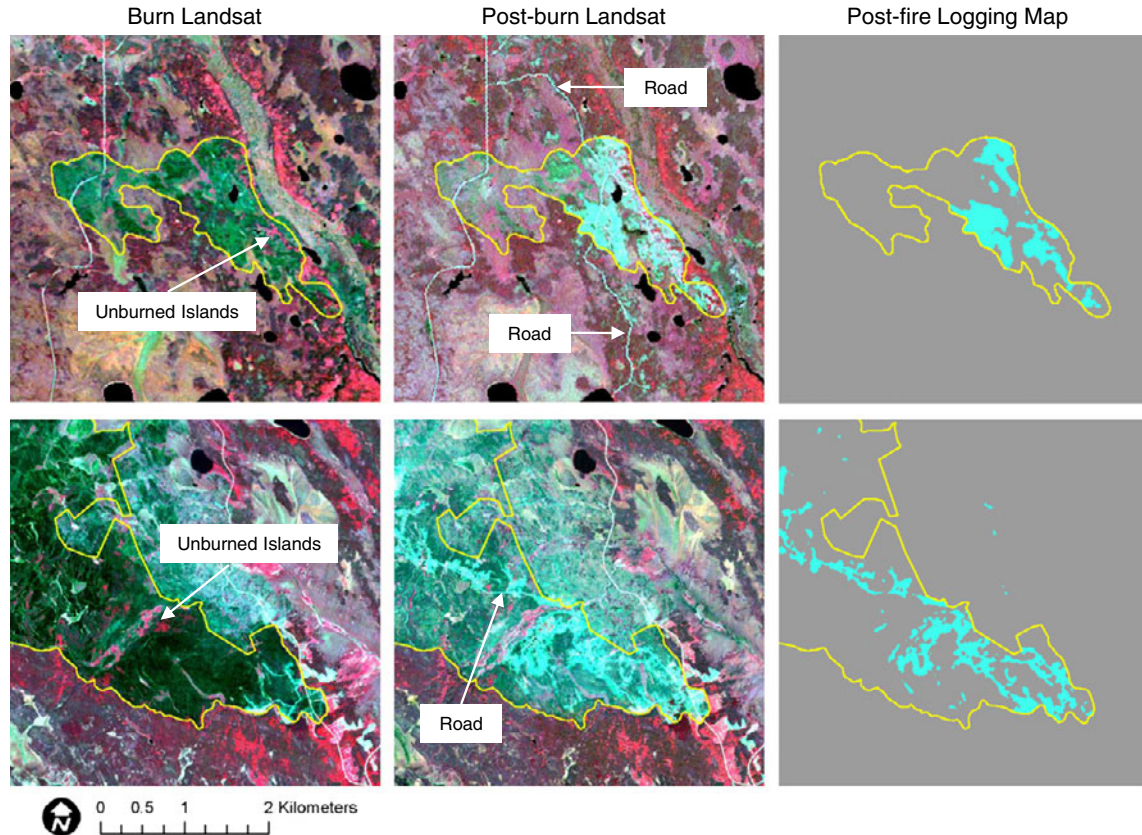 Burn Landsat
Post-burn Landsat
Post-fire Logging Map
Road
Unburned Islands
Road
Unburned Islands
Road
N
0 0.5 1 2 Kilometers